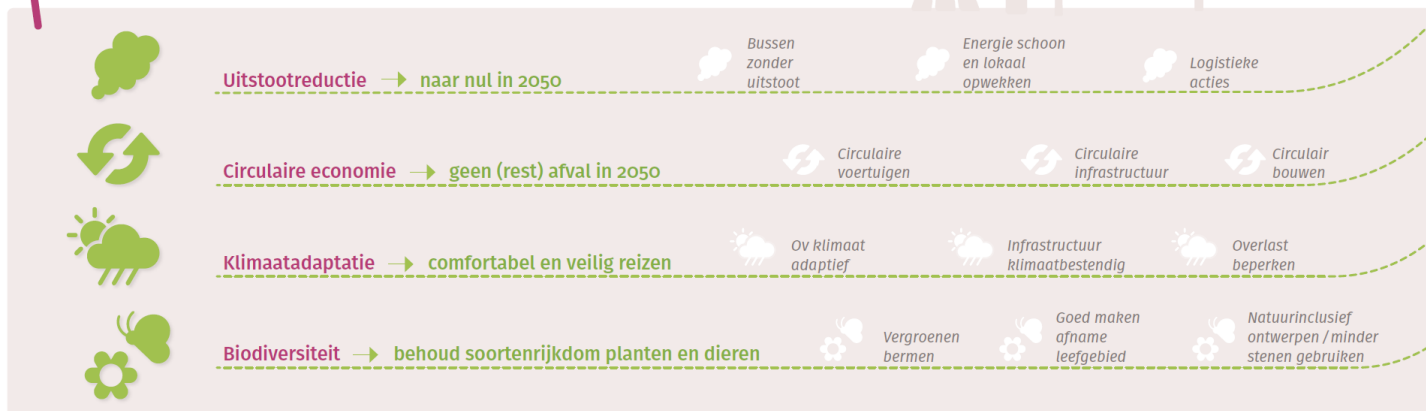 Uitstootreductie → naar nul in 2050
Bussen
zonder
uitstoot
Energie schoon
en lokaal
opwekken
Logistieke
acties
Circulaire economie → geen (rest) afval in 2050
Circulaire
voertuigen
Circulaire
infrastructuur
Circulair
bouwen
Klimaatadaptatie → comfortabel en veilig reizen
Ov klimaat
adaptief
Infrastructuur
klimaatbestendig
Overlast
beperken
Biodiversiteit → behoud soortenrijkdom planten en dieren
Vergroenen
bermen
Goed maken
afname
leefgebied
Natuurinclusief
ontwerpen / minder
stenen gebruiken